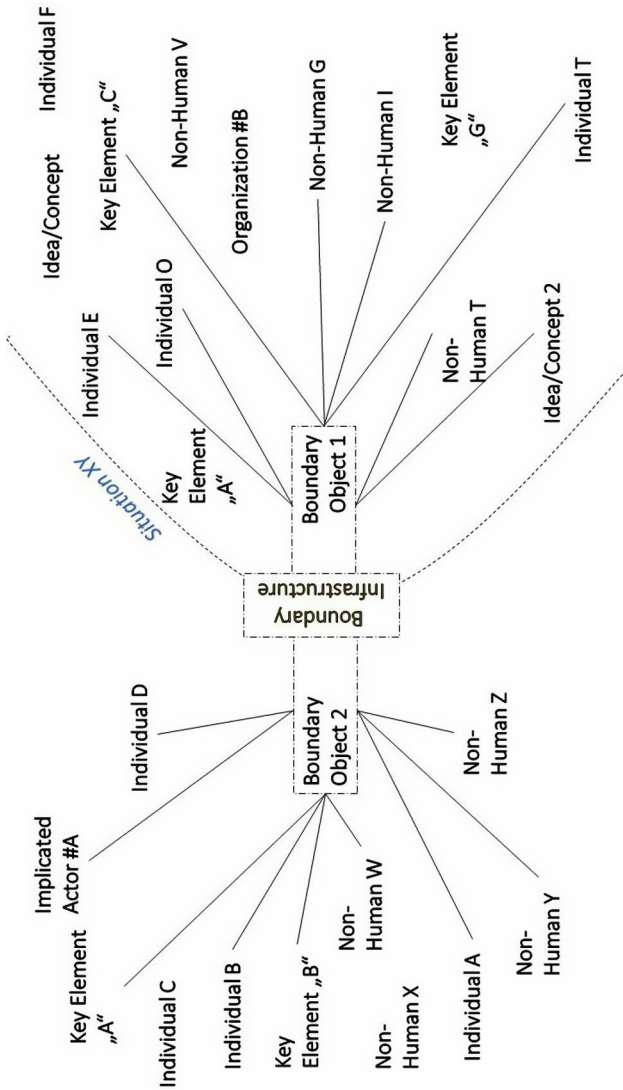 Implicated
Actor #A
Key Element
„A“
Individual D
Individual C
Individual B
Key
Element „B“
Boundary
Object 2
Non-
Human W
Non-
Human X
Individual A
Non-
Human Z
Non-
Human Y
Boundary
Infrastructure
Situation XY
Individual F
Idea/Concept
Individual E
Key Element „C“
Individual O
Non-Human V
Key
Element
„A“
Organization #B
Boundary
Object 1
Non-Human G
Non-Human I
Key Element
„G“
Non-
Human T
Idea/Concept 2
Individual T